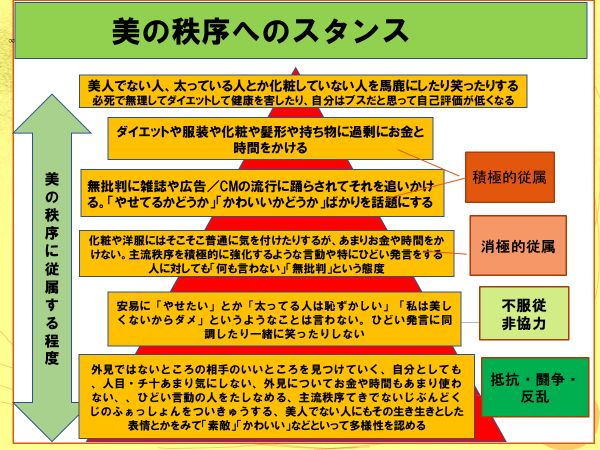 美の秩序へのスタンス
美人でない人、太っている人とか化粧していない人を馬鹿にしたり笑ったりする
必死で無理してダイエットして健康を害したり、自分はブスだと思って自己評価が低くなる
ダイエットや服装や化粧や髪形や持ち物に過剰にお金と
時間をかける
無批判に雑誌や広告／CMの流行に踊らされてそれを追いかけ
る。「やせてるかどうか」「かわいいかどうか」ばかりを話題にする
積極的従属
化粧や洋服にはそこそこ普通に気を付けたりするが、あまりお金や時間をか
けない。主流秩序を積極的に強化するような言動や特にひどい発言をする
人に対しても「何も言わない」「無批判」という態度
消極的従属
安易に「やせたい」とか「太ってる人は恥ずかしい」「私は美し
くないからダメ」というようなことは言わない。ひどい発言に同
調したり一緒に笑ったりしない
不服従
非協力
外見ではないところの相手のいいところを見つけていく、自分としても
、人目・チ十あまり気にしない、外見についてお金や時間もあまり使わ
ない、、ひどい言動の人をたしなめる、主流秩序てきでないじぶんどく
じのふぁっしょんをついきゅうする、美人でない人にもその生き生きとした
表情とかをみて「素敵」「かわいい」などといって多様性を認める
抵抗・闘争・
反乱
美の秩序に従属する程度